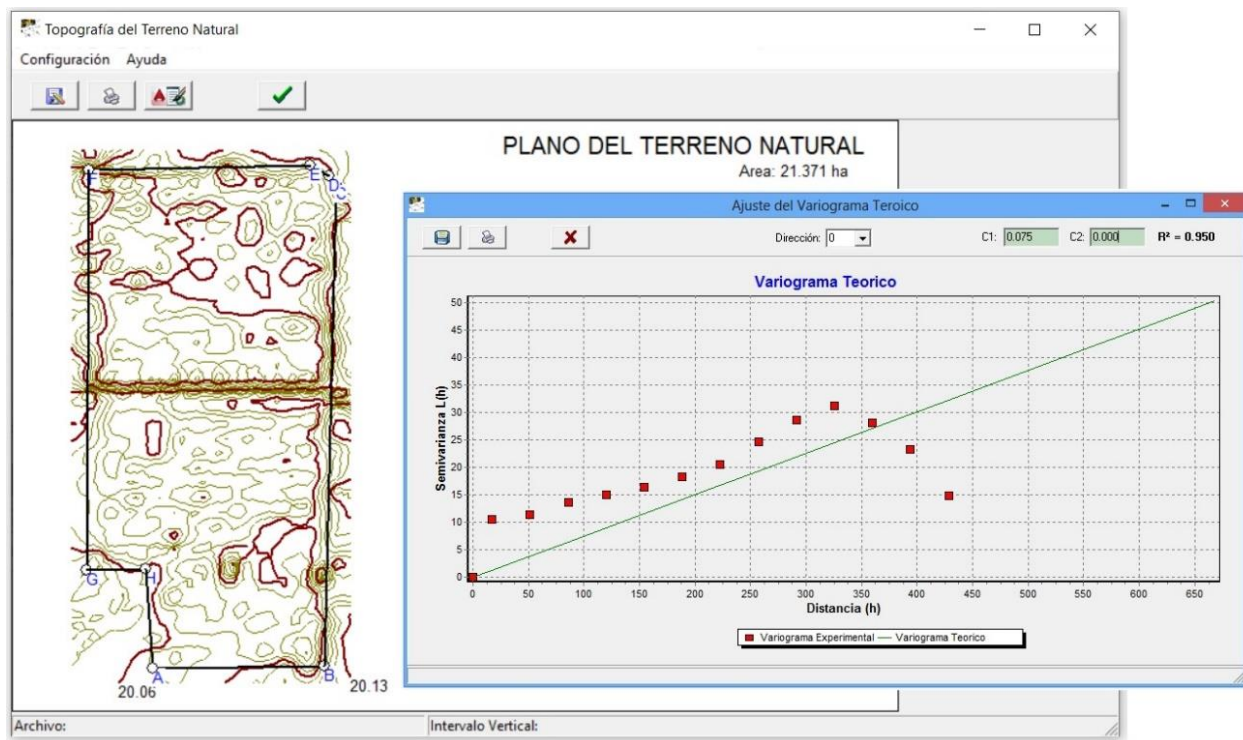 Topografía del Terreno Natural
Configuración Ayuda
PLANO DEL TERRENO NATURAL
Area: 21.371 ha
F
E
D
G
H
A
B
20.06
20.13
Archivo:
Intervalo Vertical:
Ajuste del Variograma Teroico
Dirección: 0
C1: 0.075 C2: 0.000 R² = 0.950
Variograma Teorico
Semivarianza L(h)
50
45
40
35
30
25
20
15
10
5
0
0 50 100 150 200 250 300 350 400 450 500 550 600 650
Distancia (h)
Variograma Experimental Variograma Teorico